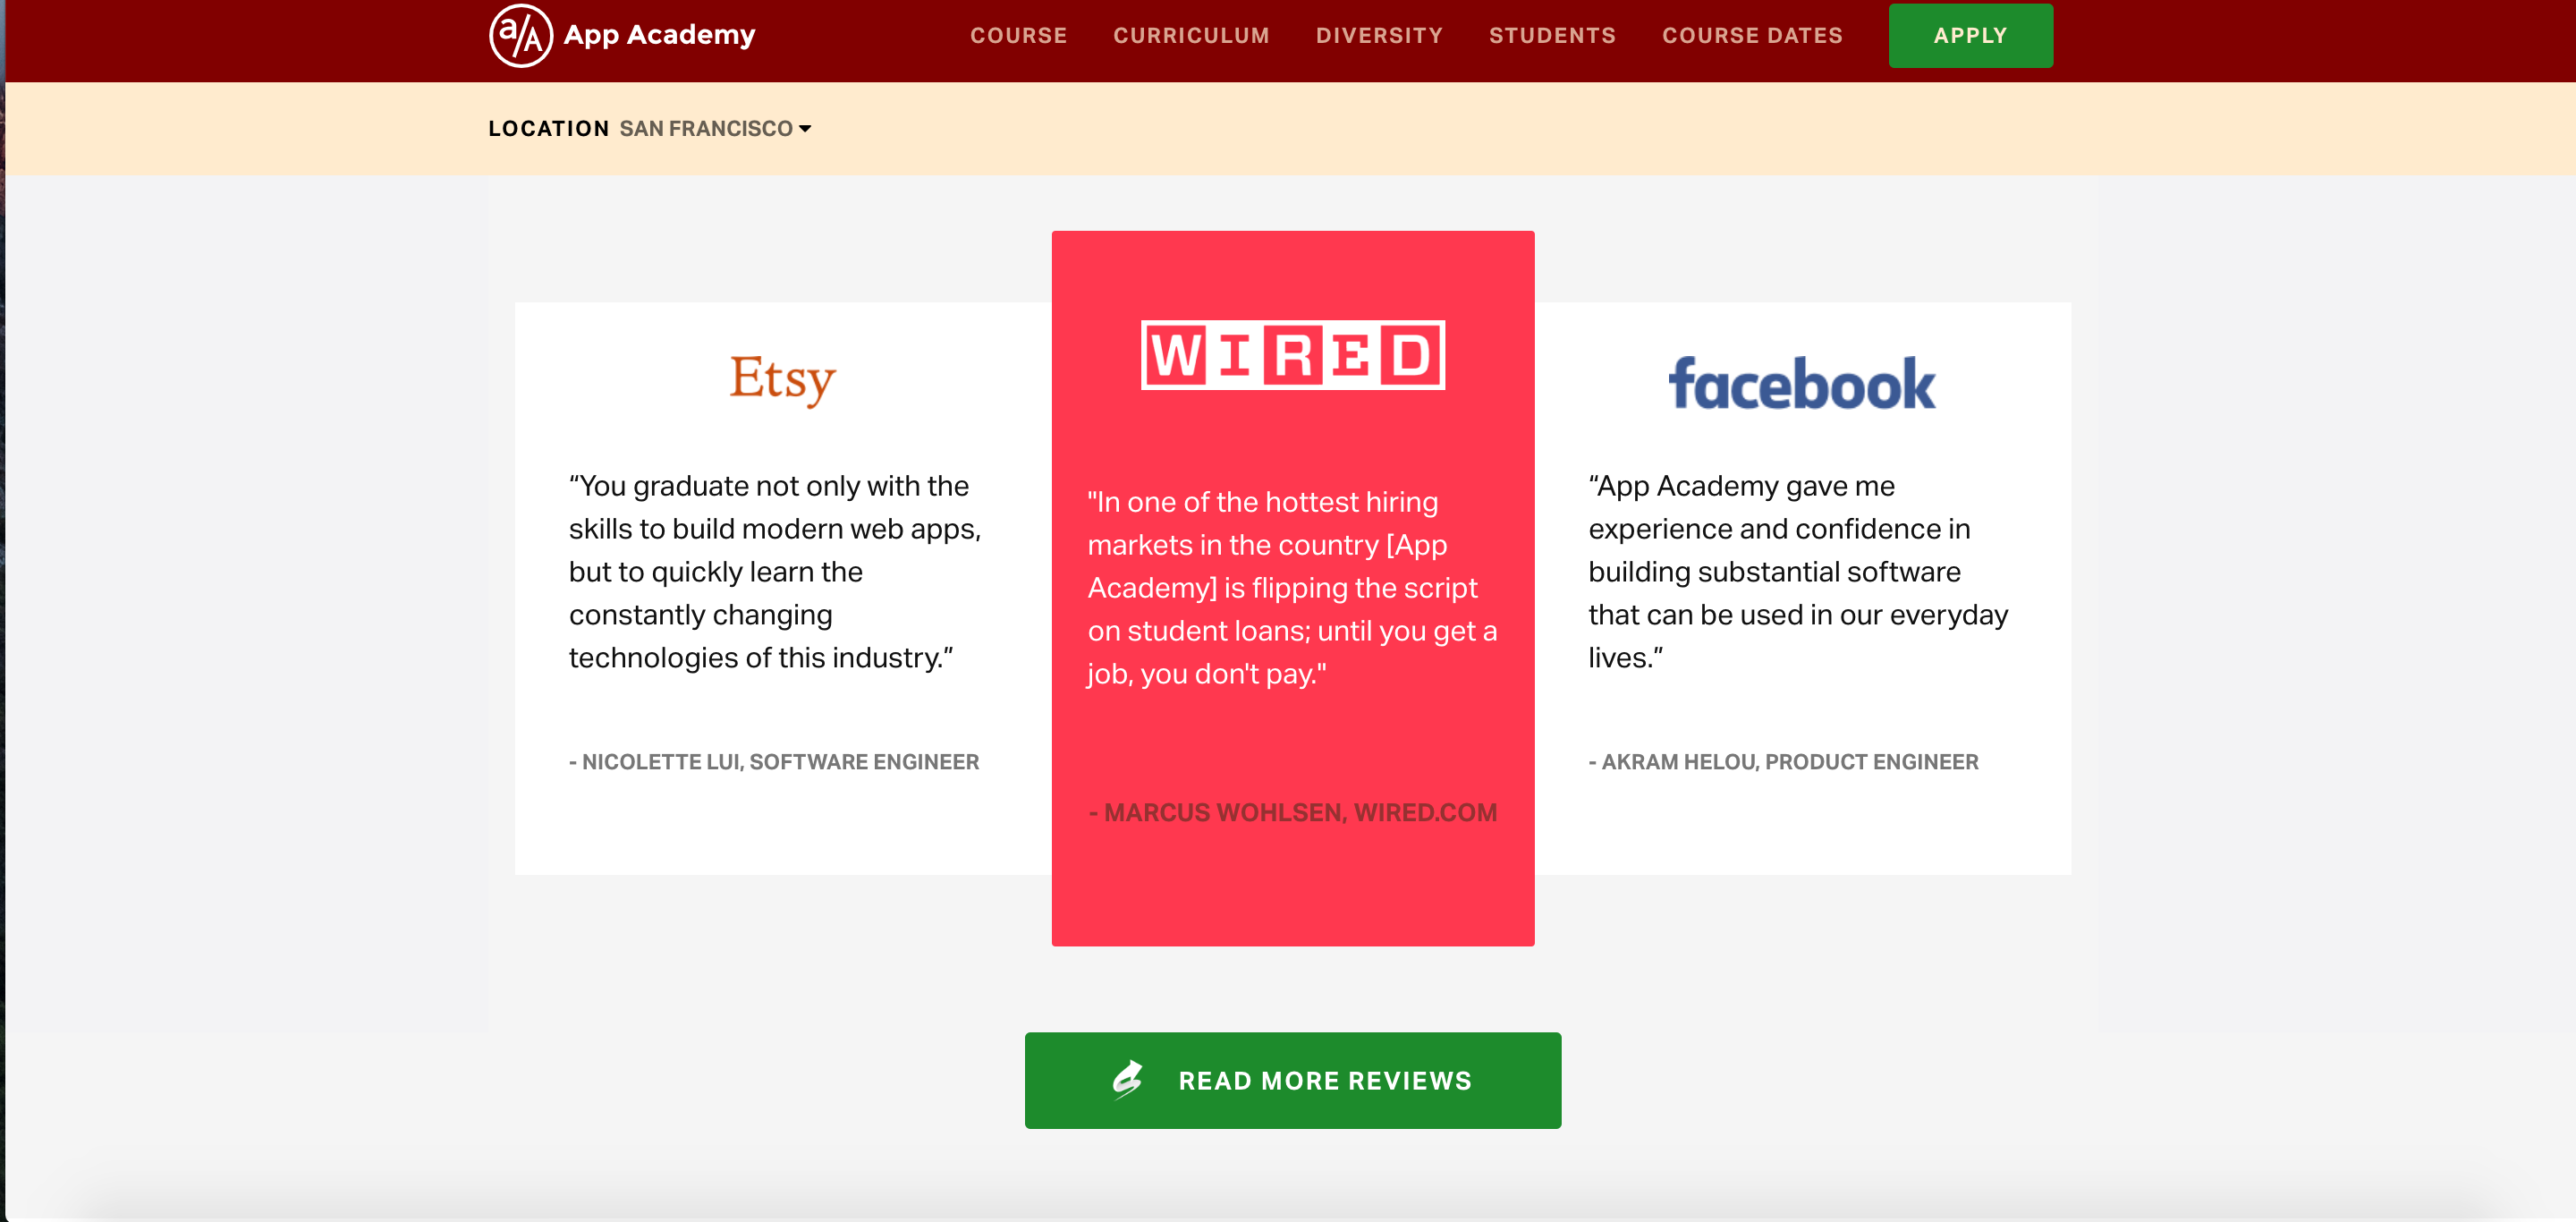 a/A App Academy COURSE CURRICULUM DIVERSITY STUDENTS COURSE DATES APPLY
LOCATION SAN FRANCISCO
Etsy
“You graduate not only with the
skills to build modern web apps,
but to quickly learn the
constantly changing
technologies of this industry.”
- NICOLETTE LUI, SOFTWARE ENGINEER
WIRED
"In one of the hottest hiring
markets in the country [App
Academy] is flipping the script
on student loans; until you get a
job, you don't pay."
- MARCUS WOHLSEN, WIRED.COM
facebook
“App Academy gave me
experience and confidence in
building substantial software
that can be used in our everyday
lives.”
- AKRAM HELOU, PRODUCT ENGINEER
READ MORE REVIEWS